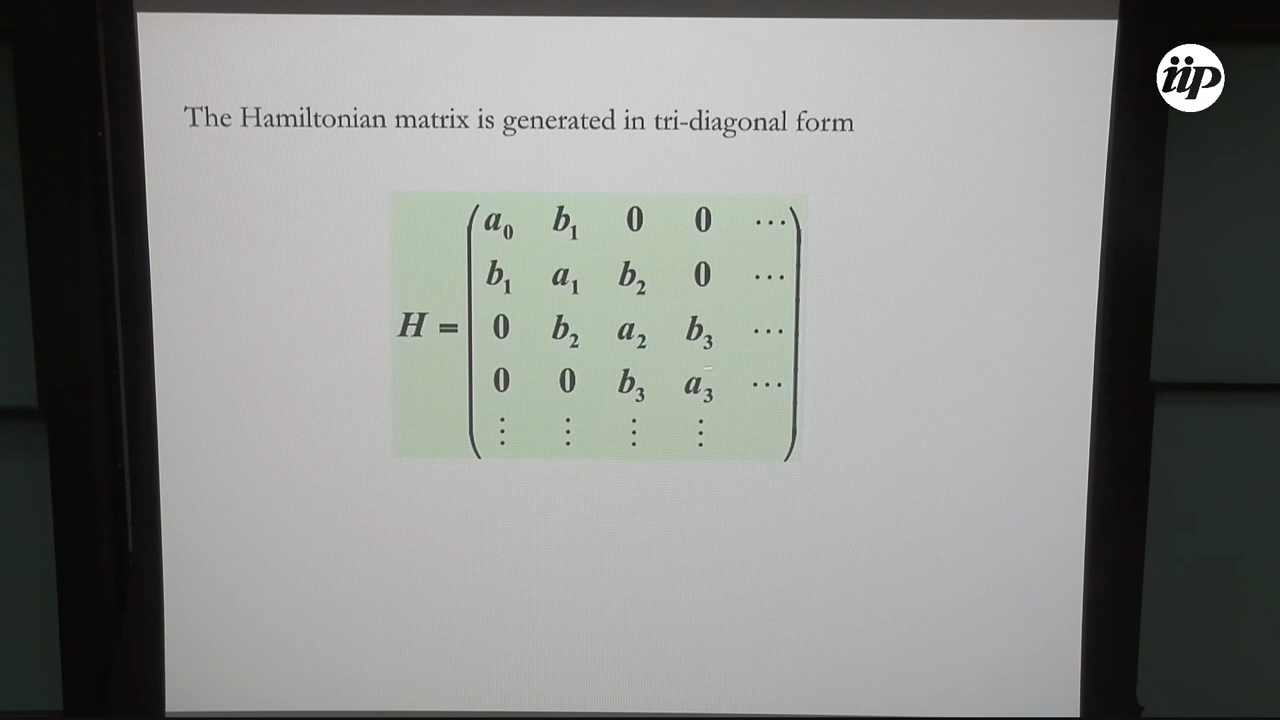 iip
The Hamiltonian matrix is generated in tri-diagonal form
a₀ b₁ 0 0 ⋯
b₁ a₁ b₂ 0 ⋯
H = 0 b₂ a₂ b₃ ⋯
0 0 b₃ a₃ ⋯
⋮ ⋮ ⋮ ⋮